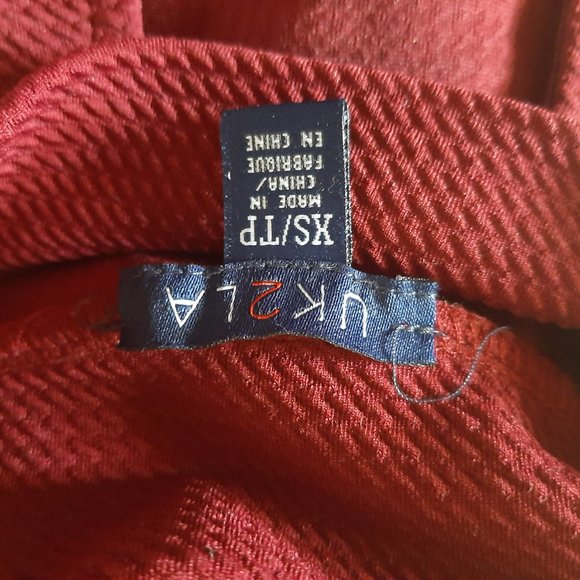 UK2LA
XS/TP
MADE IN
CHINA/
FABRIQUE
EN CHINE